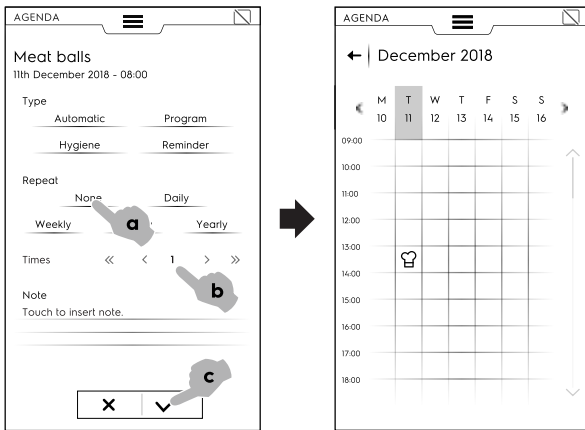 AGENDA
Meat balls
11th December 2018 - 08:00
Type
Automatic Program
Hygiene Reminder
Repeat
None Daily
Weekly Yearly
Times « < 1 > »
Note
Touch to insert note.
a
b
c
AGENDA
December 2018
M T W T F S S
10 11 12 13 14 15 16
09:00
10:00
11:00
12:00
13:00
14:00
15:00
16:00
17:00
18:00